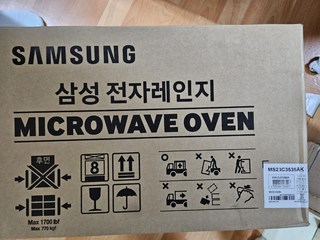 SAMSUNG
삼성 전자레인지
MICROWAVE OVEN
후면
8
Max 1700 lbf
Max 770 kgf
MS23C3535AK